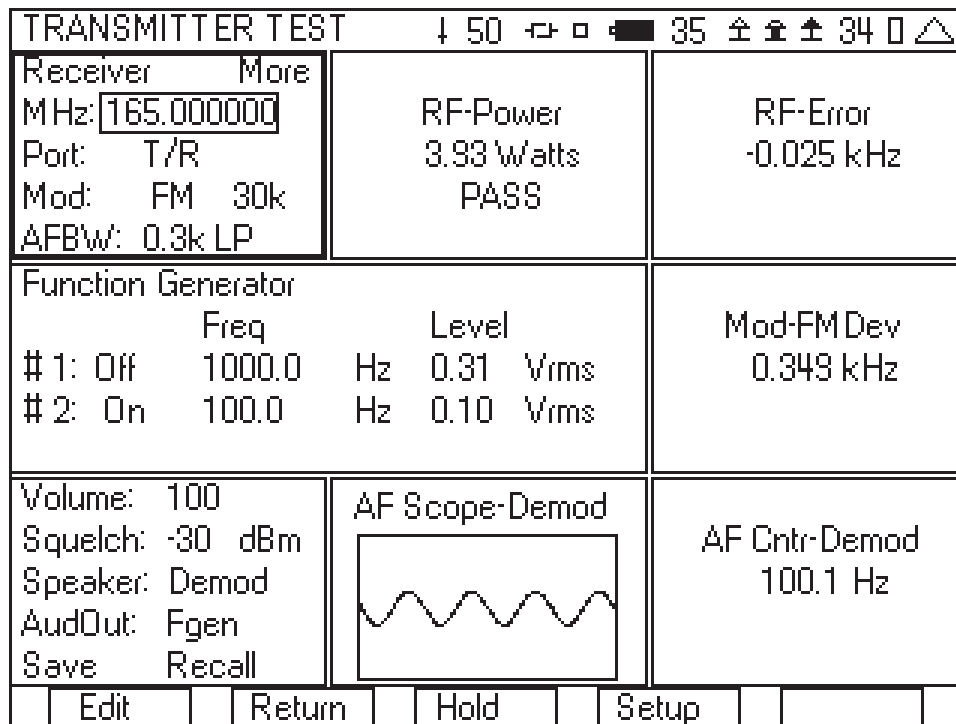 TRANSMITTER TEST 50 35 34
Receiver More
MHz: 165.000000
Port: T/R
Mod: FM 30k
AFBW: 0.3k LP
RF-Power
3.93 Watts
PASS
RF-Error
-0.025 kHz
Function Generator
Freq Level
# 1: Off 1000.0 Hz 0.31 Vrms
# 2: On 100.0 Hz 0.10 Vrms
Mod-FM Dev
0.349 kHz
Volume: 100
Squelch: -30 dBm
Speaker: Demod
AudOut: Fgen
Save Recall
AF Scope-Demod
AF Cntr-Demod
100.1 Hz
Edit Return Hold Setup